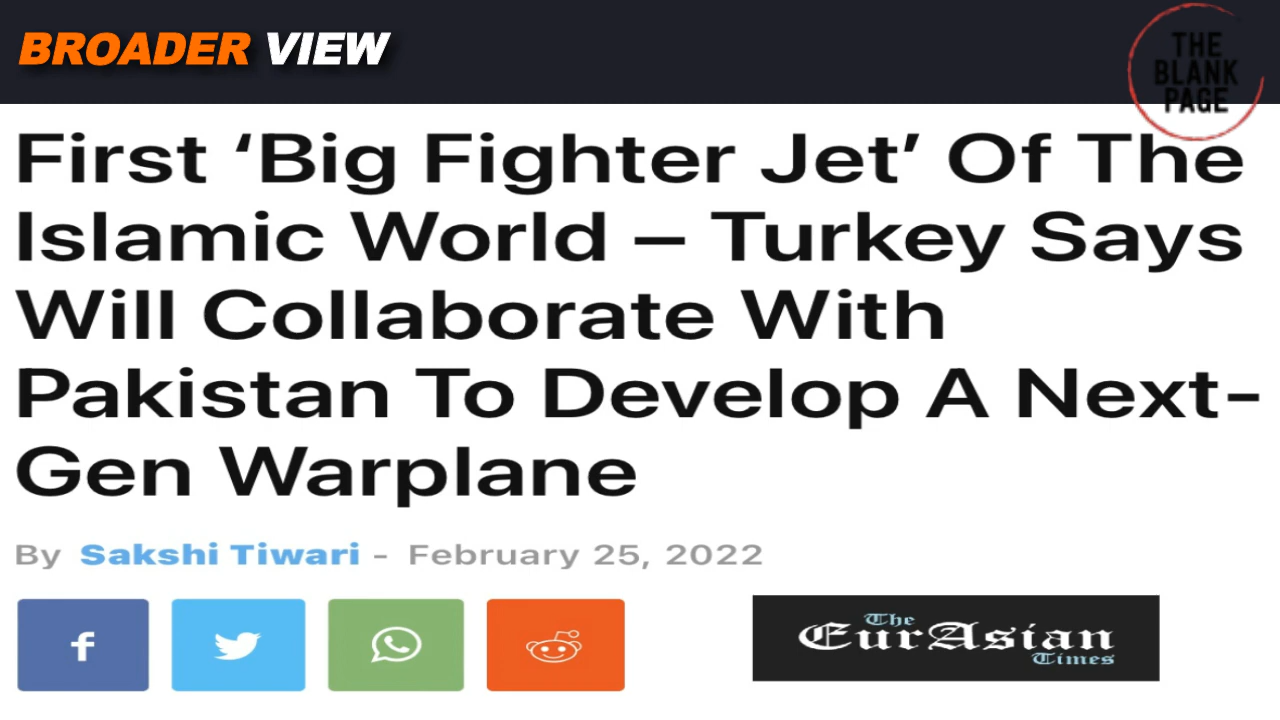 BROADER VIEW
THE
BLANK
PAGE
First ‘Big Fighter Jet’ Of The
Islamic World – Turkey Says
Will Collaborate With
Pakistan To Develop A Next-
Gen Warplane
By Sakshi Tiwari - February 25, 2022
f
The
EurAsian
Times